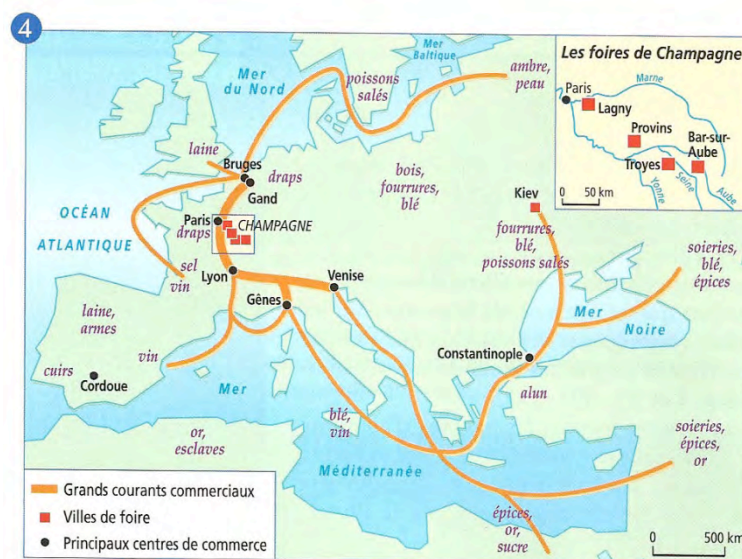 4
Mer
du Nord
Mer
Baltique
poissons
salés
ambre,
peau
Les foires de Champagne
Paris
Marne
Lagny
Provins
Bar-sur-
Aube
Troyes
Yonne
Seine
Aube
0 50 km
laine
Bruges
draps
Gand
bois,
fourrures,
blé
OCÉAN
ATLANTIQUE
Paris
draps
CHAMPAGNE
Kiev
fourrures,
blé,
poissons salés
soieries,
blé,
épices
sel
vin
Lyon
Venise
Gênes
laine,
armes
Mer
Noire
cuirs
Cordoue
vin
Mer
Constantinople
alun
blé,
vin
or,
esclaves
Méditerranée
soieries,
épices,
or
épices,
or,
sucre
Grands courants commerciaux
Villes de foire
Principaux centres de commerce
0 500 km